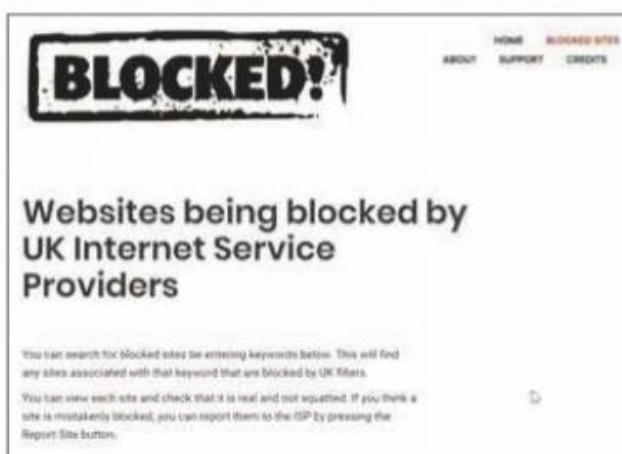 BLOCKED!
HOME BLOCKED SITES
ABOUT SUPPORT CREDITS
Websites being blocked by
UK Internet Service
Providers
You can search for blocked sites be entering keywords below. This will find
any sites associated with that keyword that are blocked by UK filters.
You can view each site and check that it is real and not squatted. If you think a
site is mistakenly blocked, you can report them to the ISP by pressing the
Report Site button.